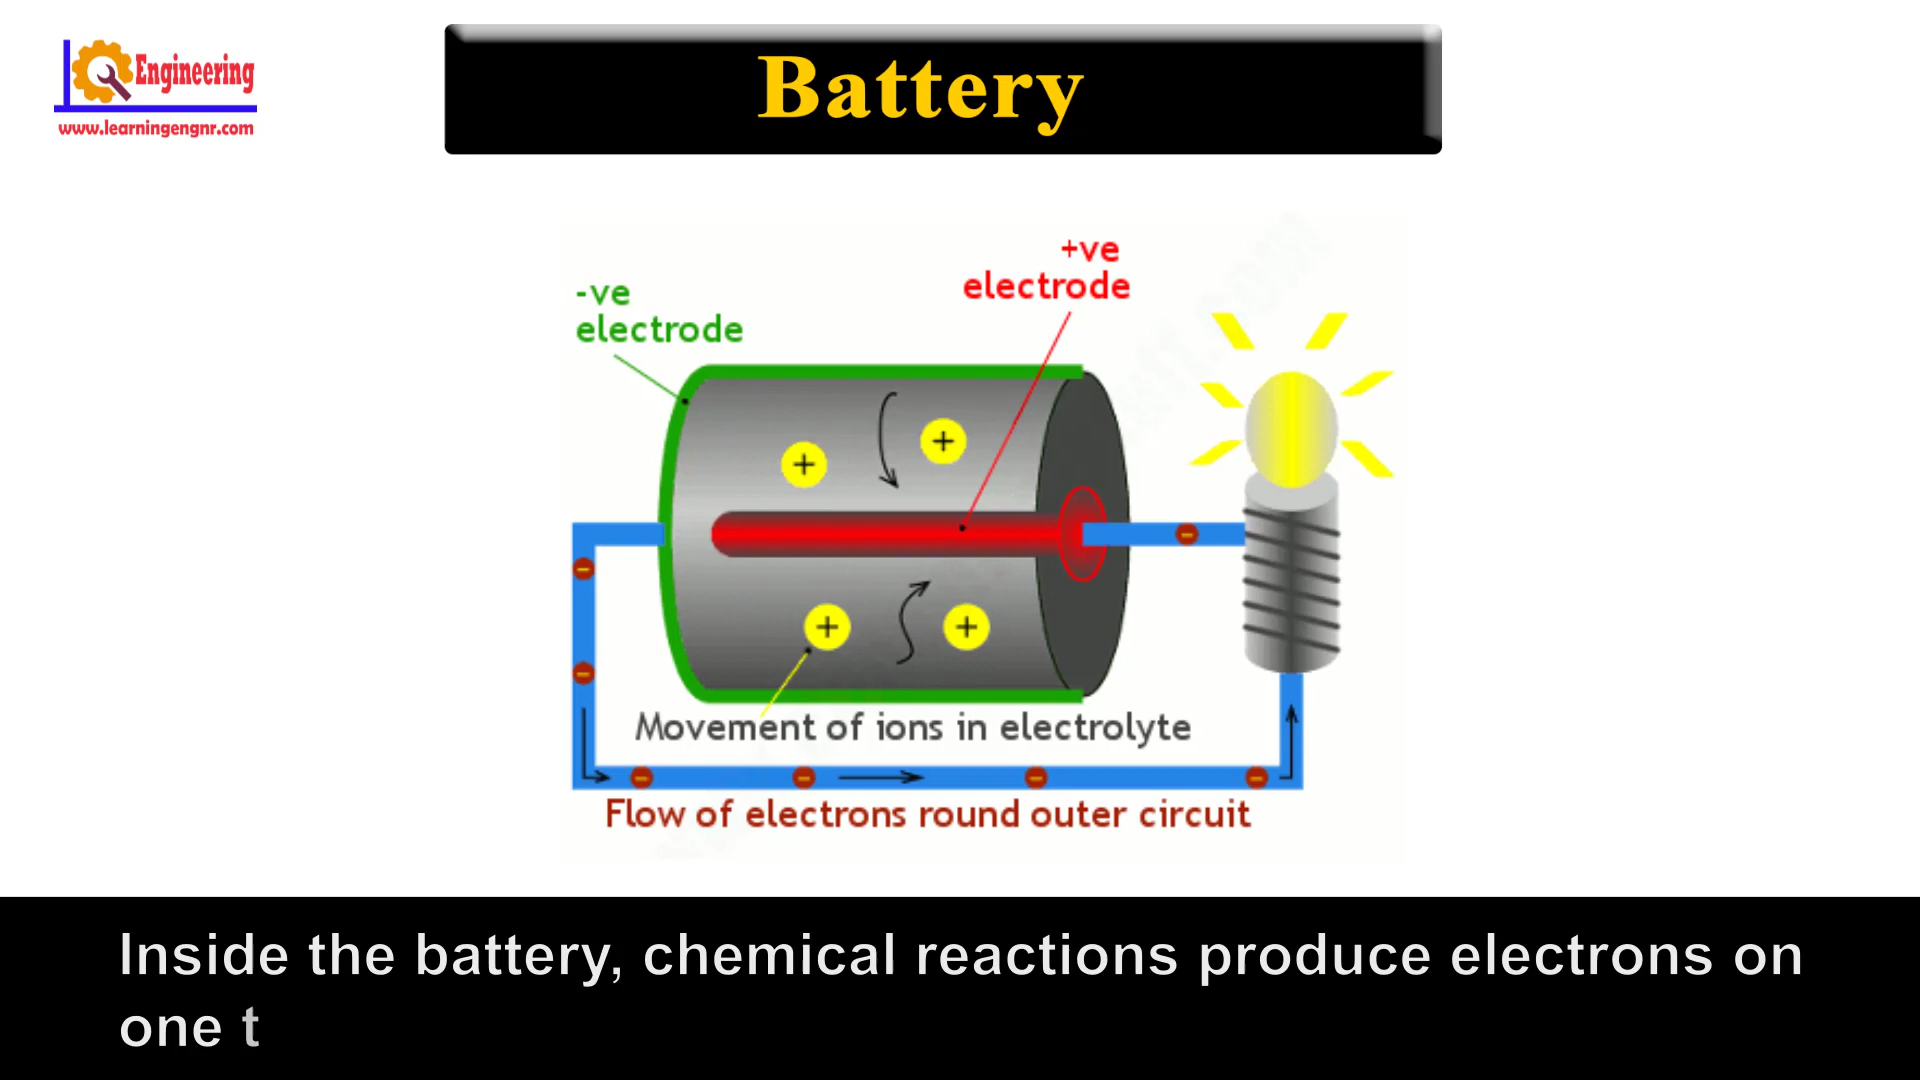 Engineering
www.learningengnr.com
Battery
+ve
electrode
-ve
electrode
+
+
+
+
Movement of ions in electrolyte
Flow of electrons round outer circuit
Inside the battery, chemical reactions produce electrons on
one t